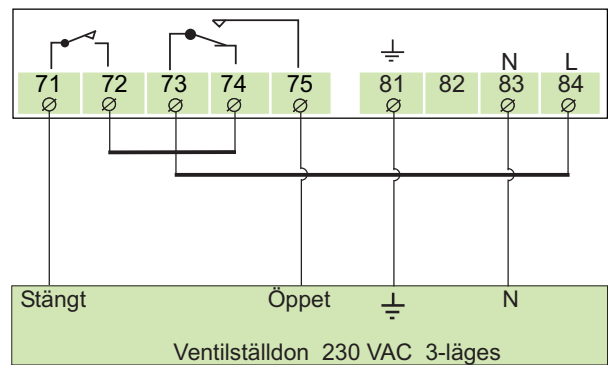 N L
71 72 73 74 75 81 82 83 84
Stängt Öppet N
Ventilställdon 230 VAC 3-läges